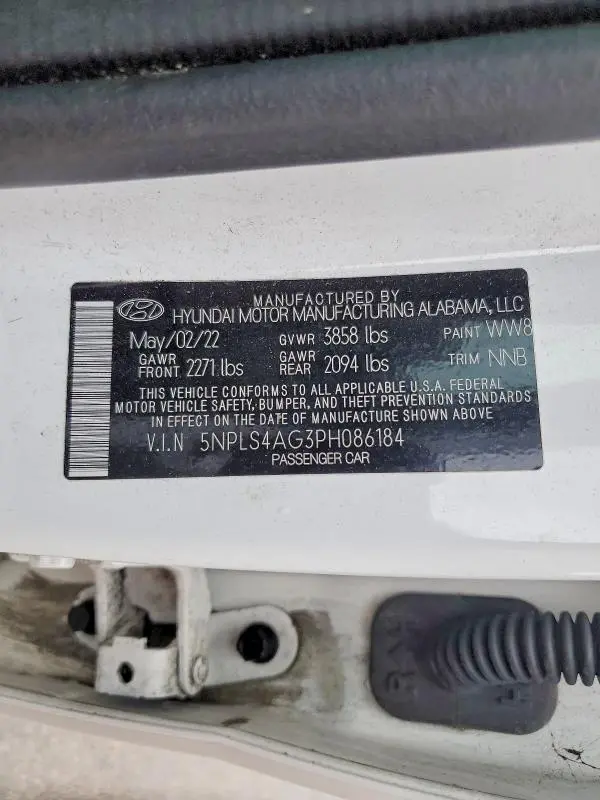 MANUFACTURED BY
HYUNDAI MOTOR MANUFACTURING ALABAMA, LLC
May/02/22 GVWR 3858 lbs PAINT WW8
GAWR FRONT 2271 lbs GAWR REAR 2094 lbs TRIM NNB
THIS VEHICLE CONFORMS TO ALL APPLICABLE U.S.A. FEDERAL
MOTOR VEHICLE SAFETY, BUMPER, AND THEFT PREVENTION STANDARDS
IN EFFECT ON THE DATE OF MANUFACTURE SHOWN ABOVE
V.I.N 5NPLS4AG3PH086184
PASSENGER CAR